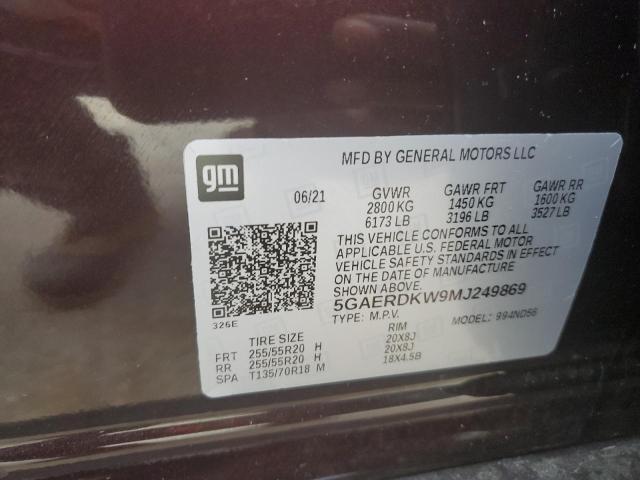 gm
MFD BY GENERAL MOTORS LLC
06/21 GVWR GAWR FRT GAWR RR
2800 KG 1450 KG 1600 KG
6173 LB 3196 LB 3527 LB
THIS VEHICLE CONFORMS TO ALL
APPLICABLE U.S. FEDERAL MOTOR
VEHICLE SAFETY STANDARDS IN EFFECT
ON THE DATE OF MANUFACTURE
SHOWN ABOVE.
5GAERDKW9MJ249869
326E
TYPE: M.P.V. MODEL: 994ND56
TIRE SIZE RIM
FRT 255/55R20 H 20X8J
RR 255/55R20 H 20X8J
SPA T135/70R18 M 18X4.5B